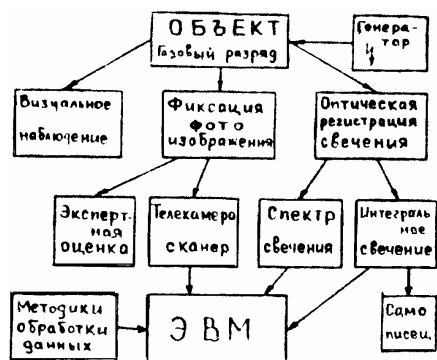 ОБЪЕКТ
Газовый разряд
Генера-
тор
Визуальное
наблюдение
Фиксация
фото
изображения
Оптическая
регистрация
свечения
Эксперт-
ная
оценка
Телекамера
сканер
Спектр
свечения
Интеграль
ное
свечение
Методики
обработки
данных
ЭВМ
Само
писец